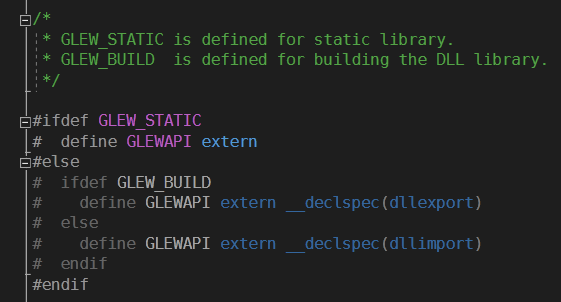 /*
 * GLEW_STATIC is defined for static library.
 * GLEW_BUILD  is defined for building the DLL library.
 */
#ifdef GLEW_STATIC
#  define GLEWAPI extern
#else
#  ifdef GLEW_BUILD
#    define GLEWAPI extern __declspec(dllexport)
#  else
#    define GLEWAPI extern __declspec(dllimport)
#  endif
#endif